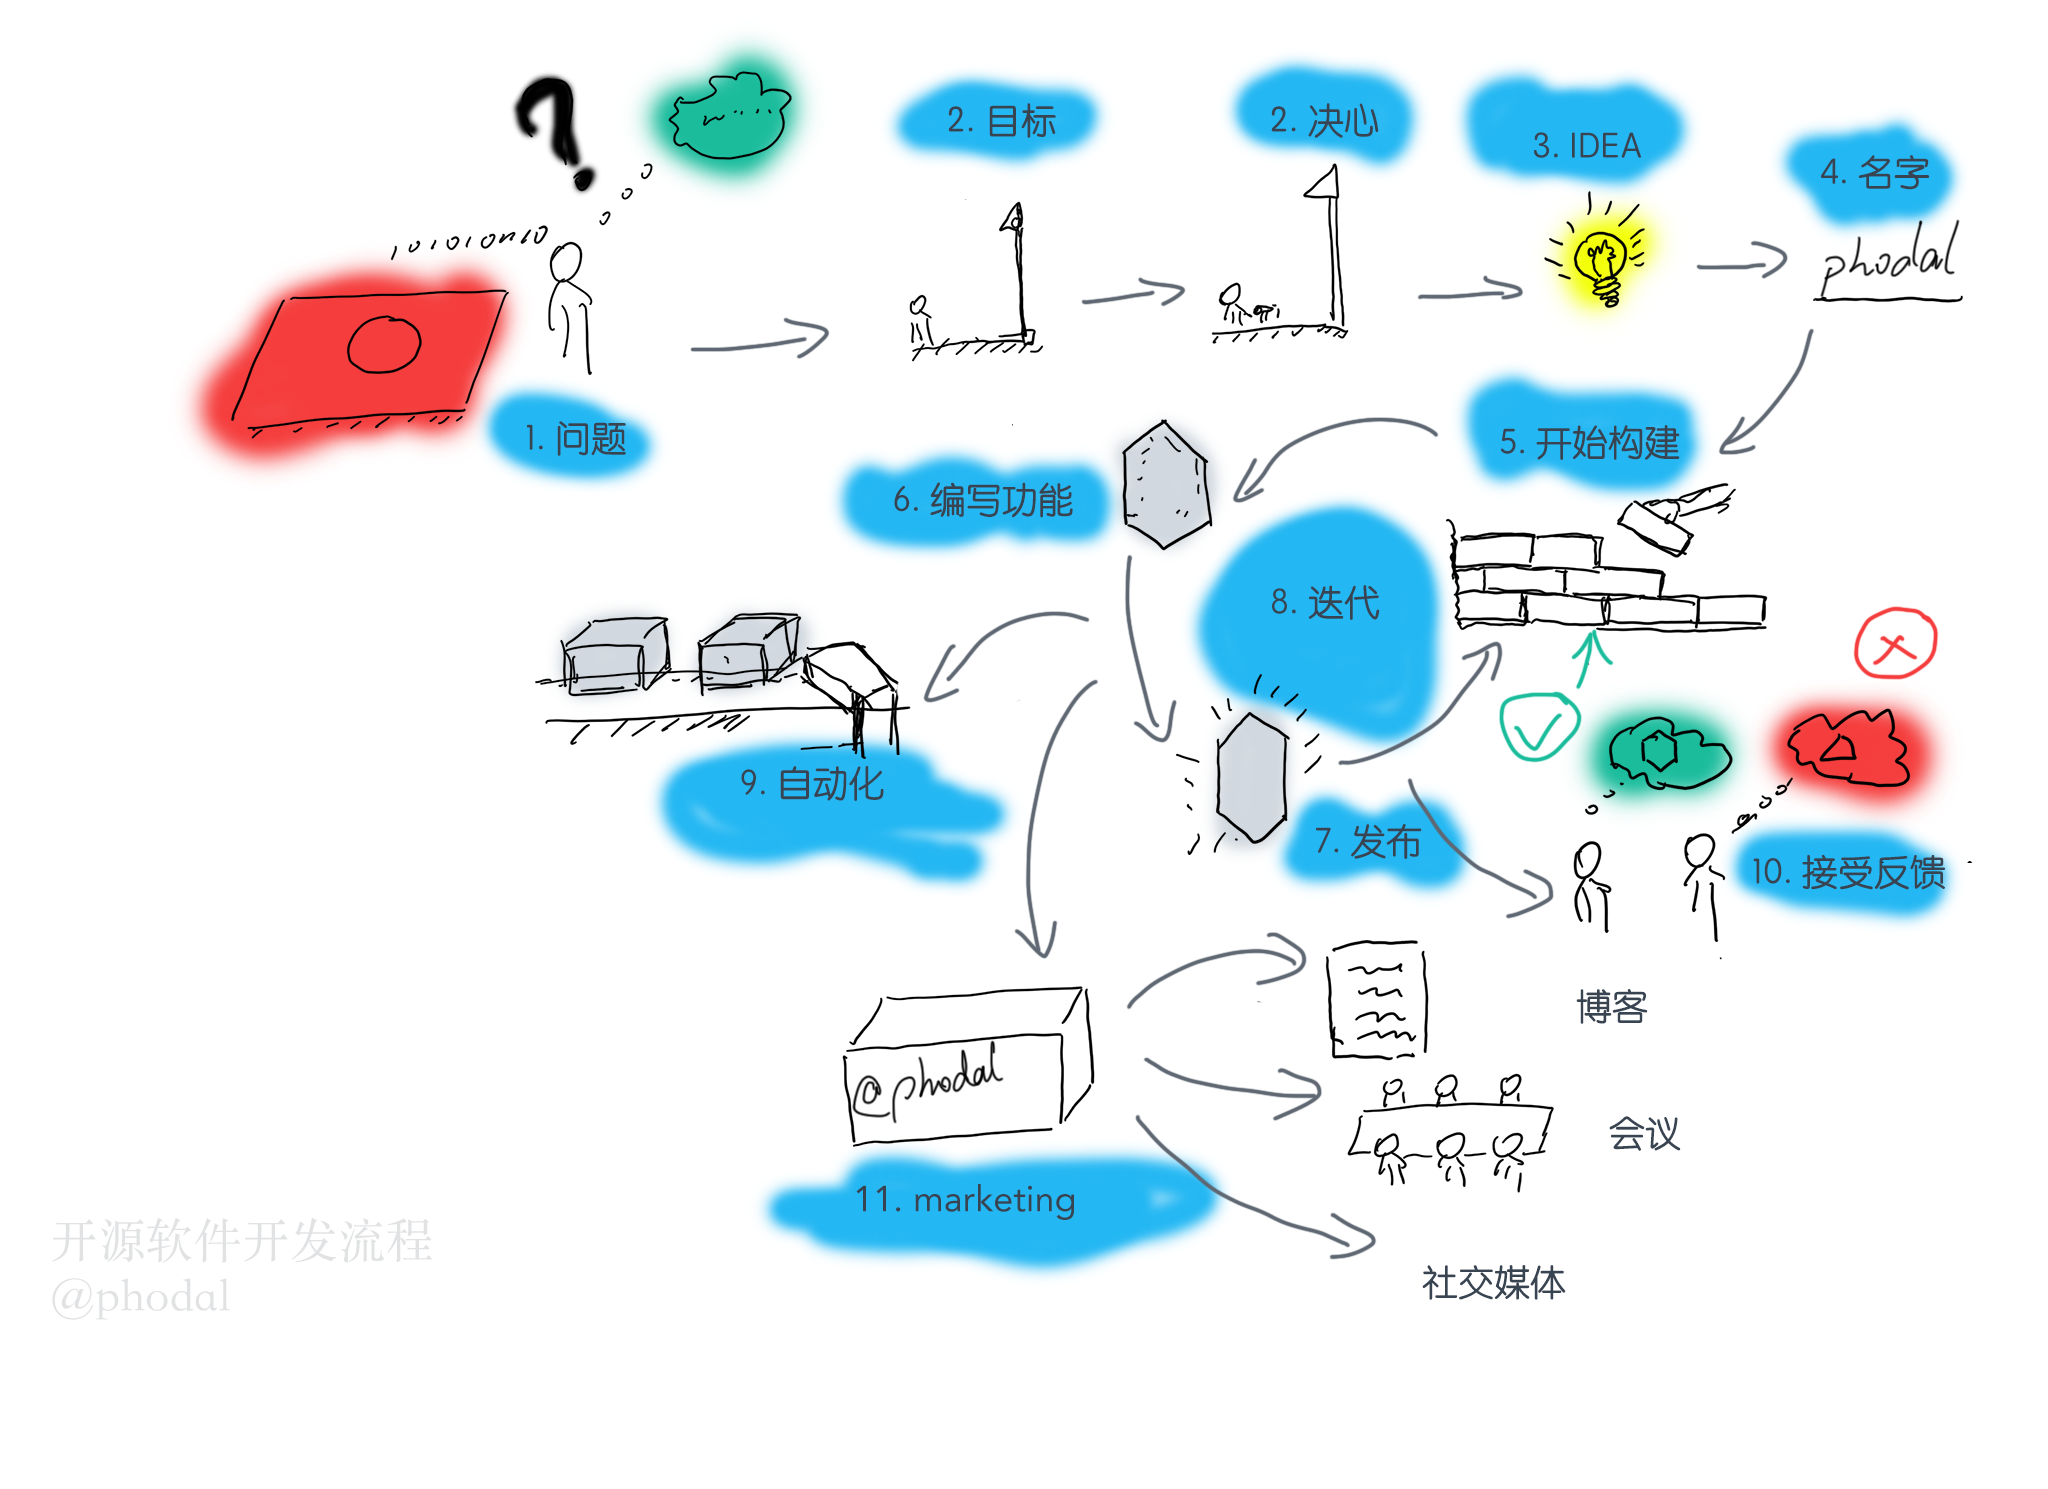 ?
1010101010
1. 问题
2. 目标
2. 决心
3. IDEA
4. 名字
phodal
5. 开始构建
6. 编写功能
8. 迭代
9. 自动化
7. 发布
10. 接受反馈
@phodal
11. marketing
博客
会议
社交媒体
开源软件开发流程
@phodal